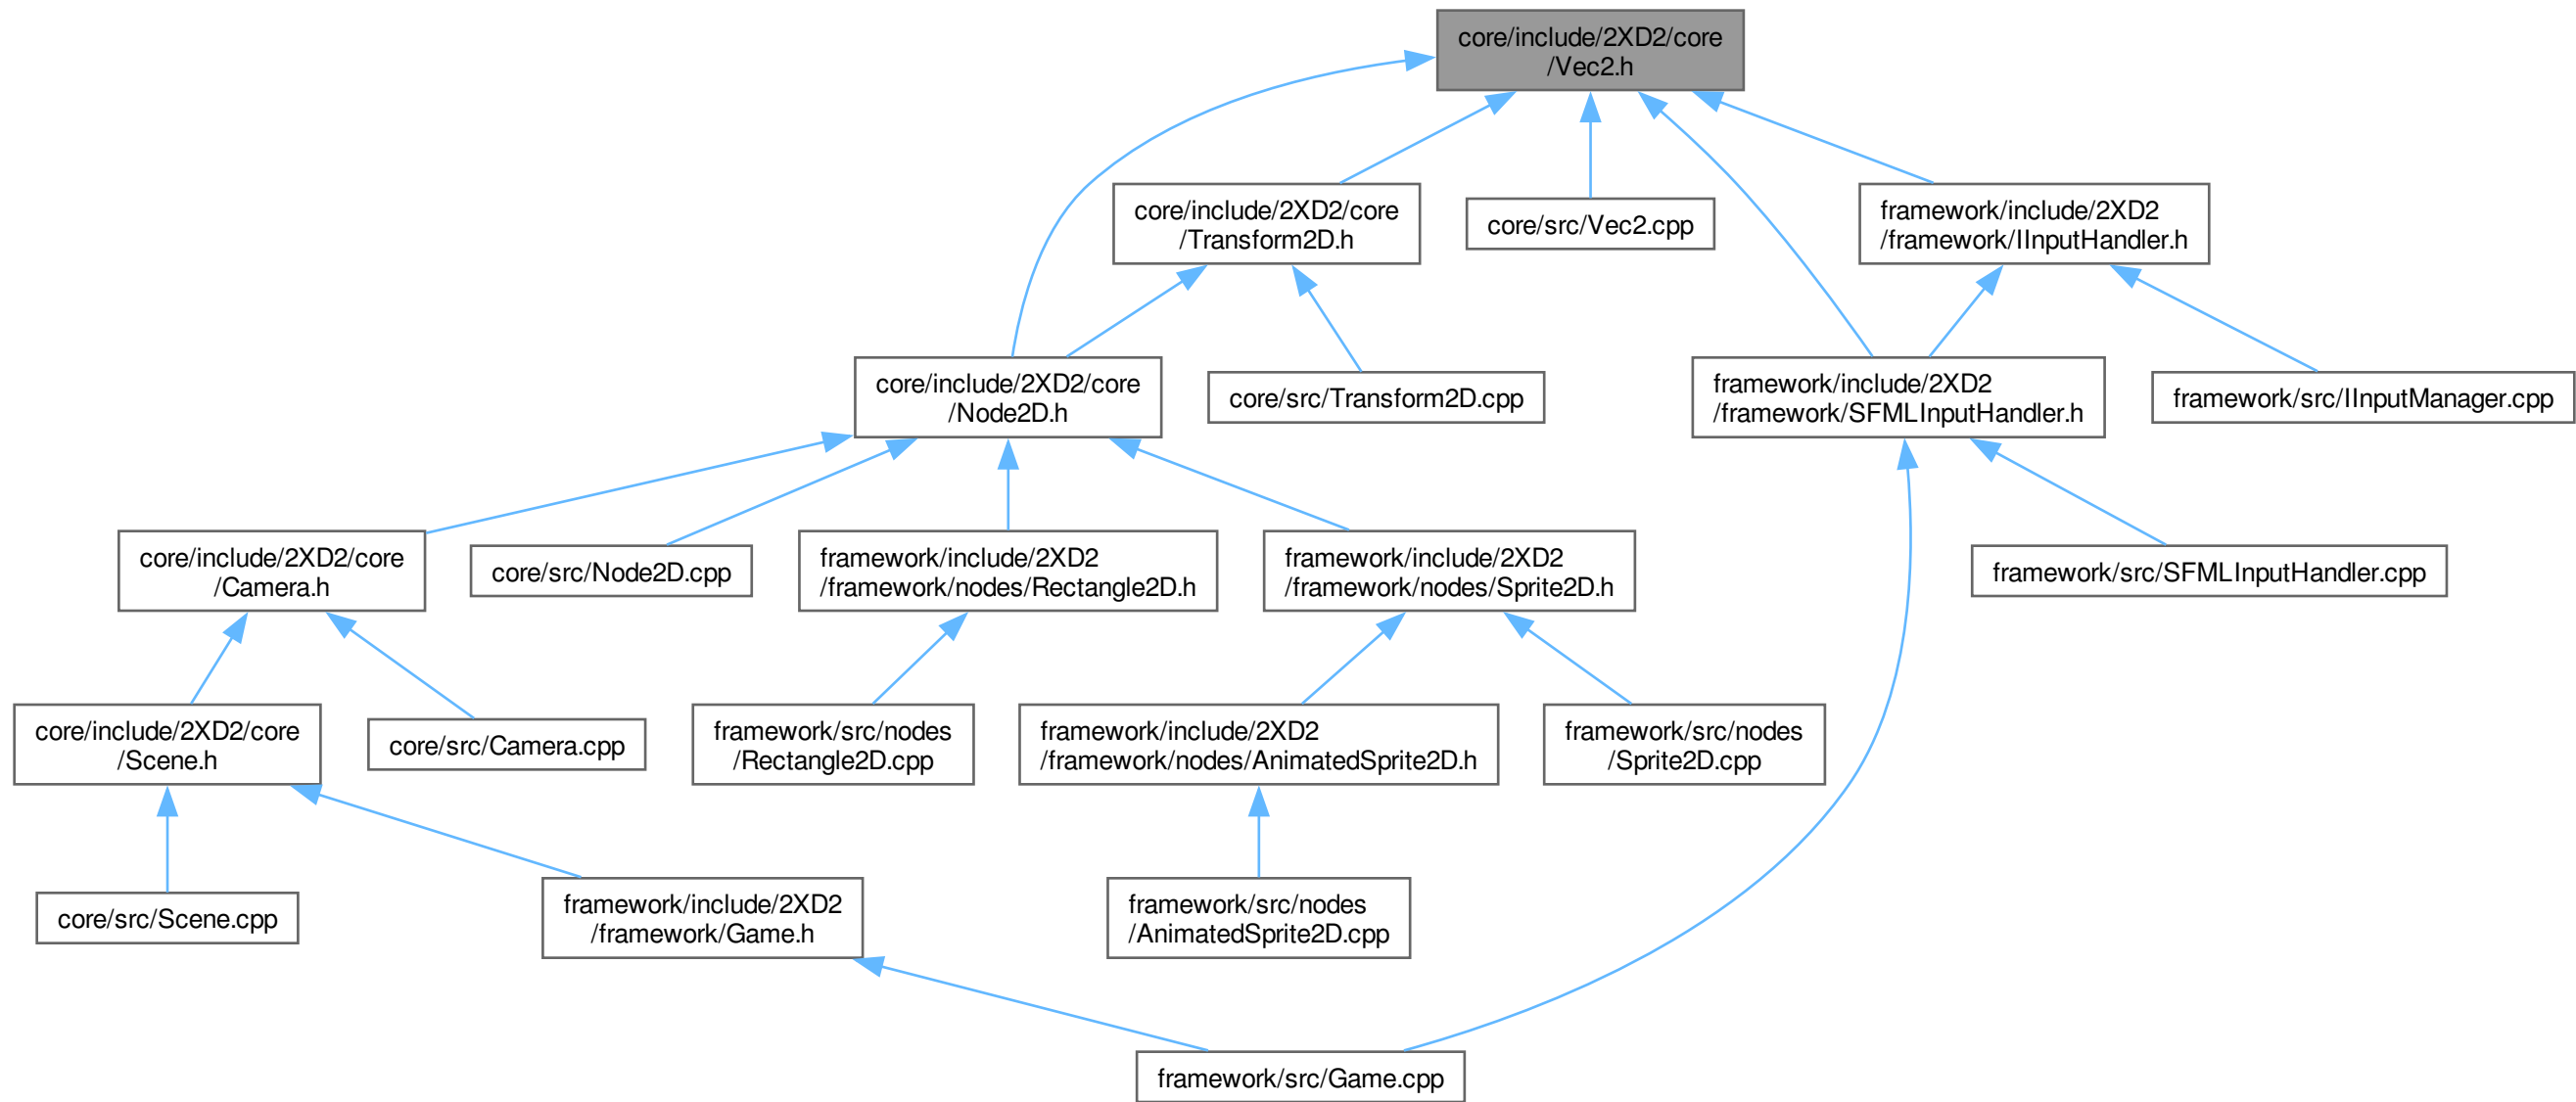 core/include/2XD2/core
/Vec2.h
core/include/2XD2/core
/Transform2D.h
core/src/Vec2.cpp
framework/include/2XD2
/framework/IInputHandler.h
core/include/2XD2/core
/Node2D.h
core/src/Transform2D.cpp
framework/include/2XD2
/framework/SFMLInputHandler.h
framework/src/IInputManager.cpp
core/include/2XD2/core
/Camera.h
core/src/Node2D.cpp
framework/include/2XD2
/framework/nodes/Rectangle2D.h
framework/include/2XD2
/framework/nodes/Sprite2D.h
framework/src/SFMLInputHandler.cpp
core/include/2XD2/core
/Scene.h
core/src/Camera.cpp
framework/src/nodes
/Rectangle2D.cpp
framework/include/2XD2
/framework/nodes/AnimatedSprite2D.h
framework/src/nodes
/Sprite2D.cpp
core/src/Scene.cpp
framework/include/2XD2
/framework/Game.h
framework/src/nodes
/AnimatedSprite2D.cpp
framework/src/Game.cpp